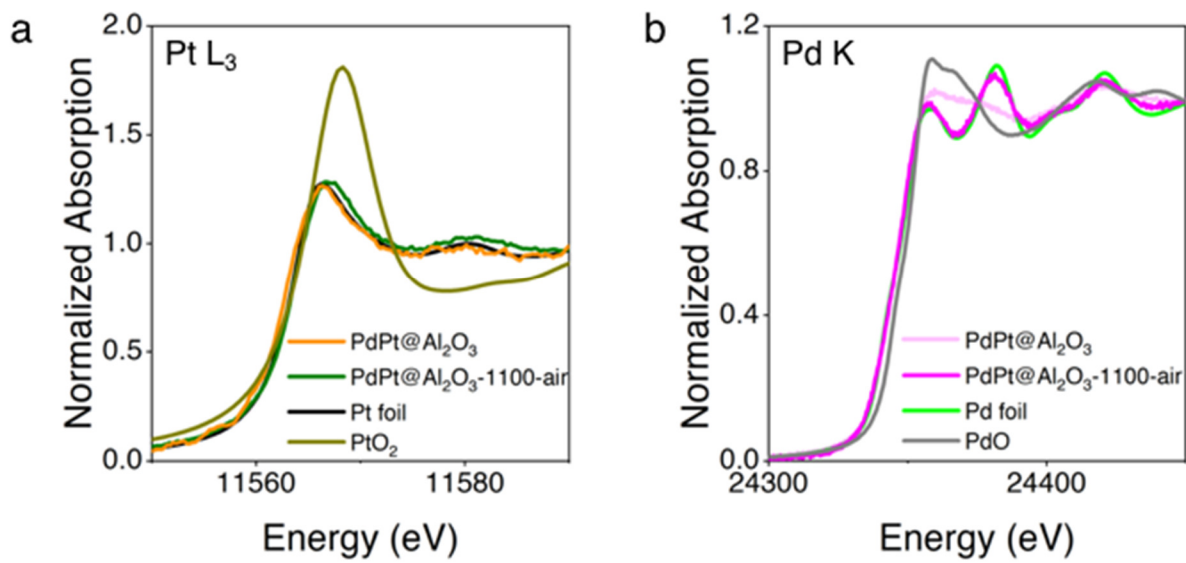 a
Pt L₃
Normalized Absorption
2.0
1.5
1.0
0.5
0.0
PdPt@Al₂O₃
PdPt@Al₂O₃-1100-air
Pt foil
PtO₂
11560
11580
Energy (eV)
b
Pd K
Normalized Absorption
1.2
0.8
0.4
0.0
PdPt@Al₂O₃
PdPt@Al₂O₃-1100-air
Pd foil
PdO
24300
24400
Energy (eV)